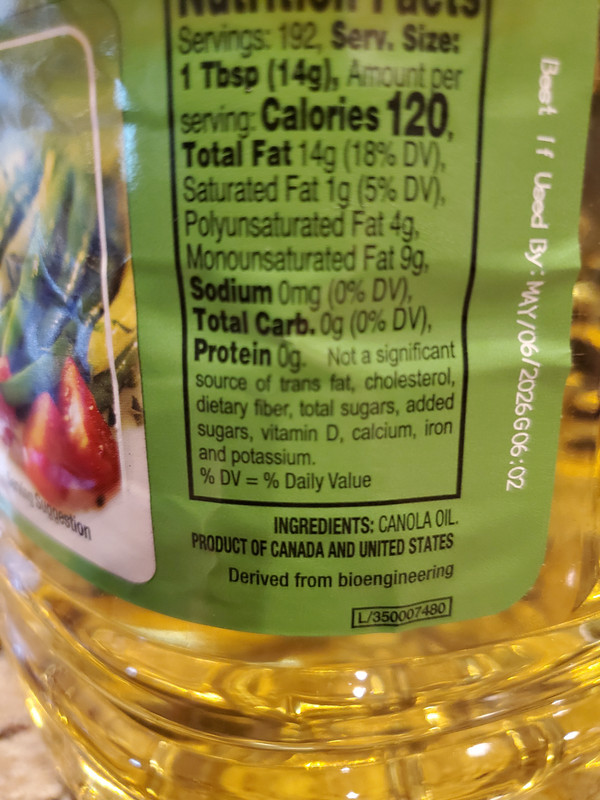 Nutrition Facts
Servings: 192, Serv. Size:
1 Tbsp (14g), Amount per
serving: Calories 120,
Total Fat 14g (18% DV),
Saturated Fat 1g (5% DV),
Polyunsaturated Fat 4g,
Monounsaturated Fat 9g,
Sodium 0mg (0% DV),
Total Carb. 0g (0% DV),
Protein 0g. Not a significant
source of trans fat, cholesterol,
dietary fiber, total sugars, added
sugars, vitamin D, calcium, iron
and potassium.
% DV = % Daily Value
INGREDIENTS: CANOLA OIL.
PRODUCT OF CANADA AND UNITED STATES
Derived from bioengineering
L/350007480
Best If Used By: MAY/06/2026G06:02
Suggestion